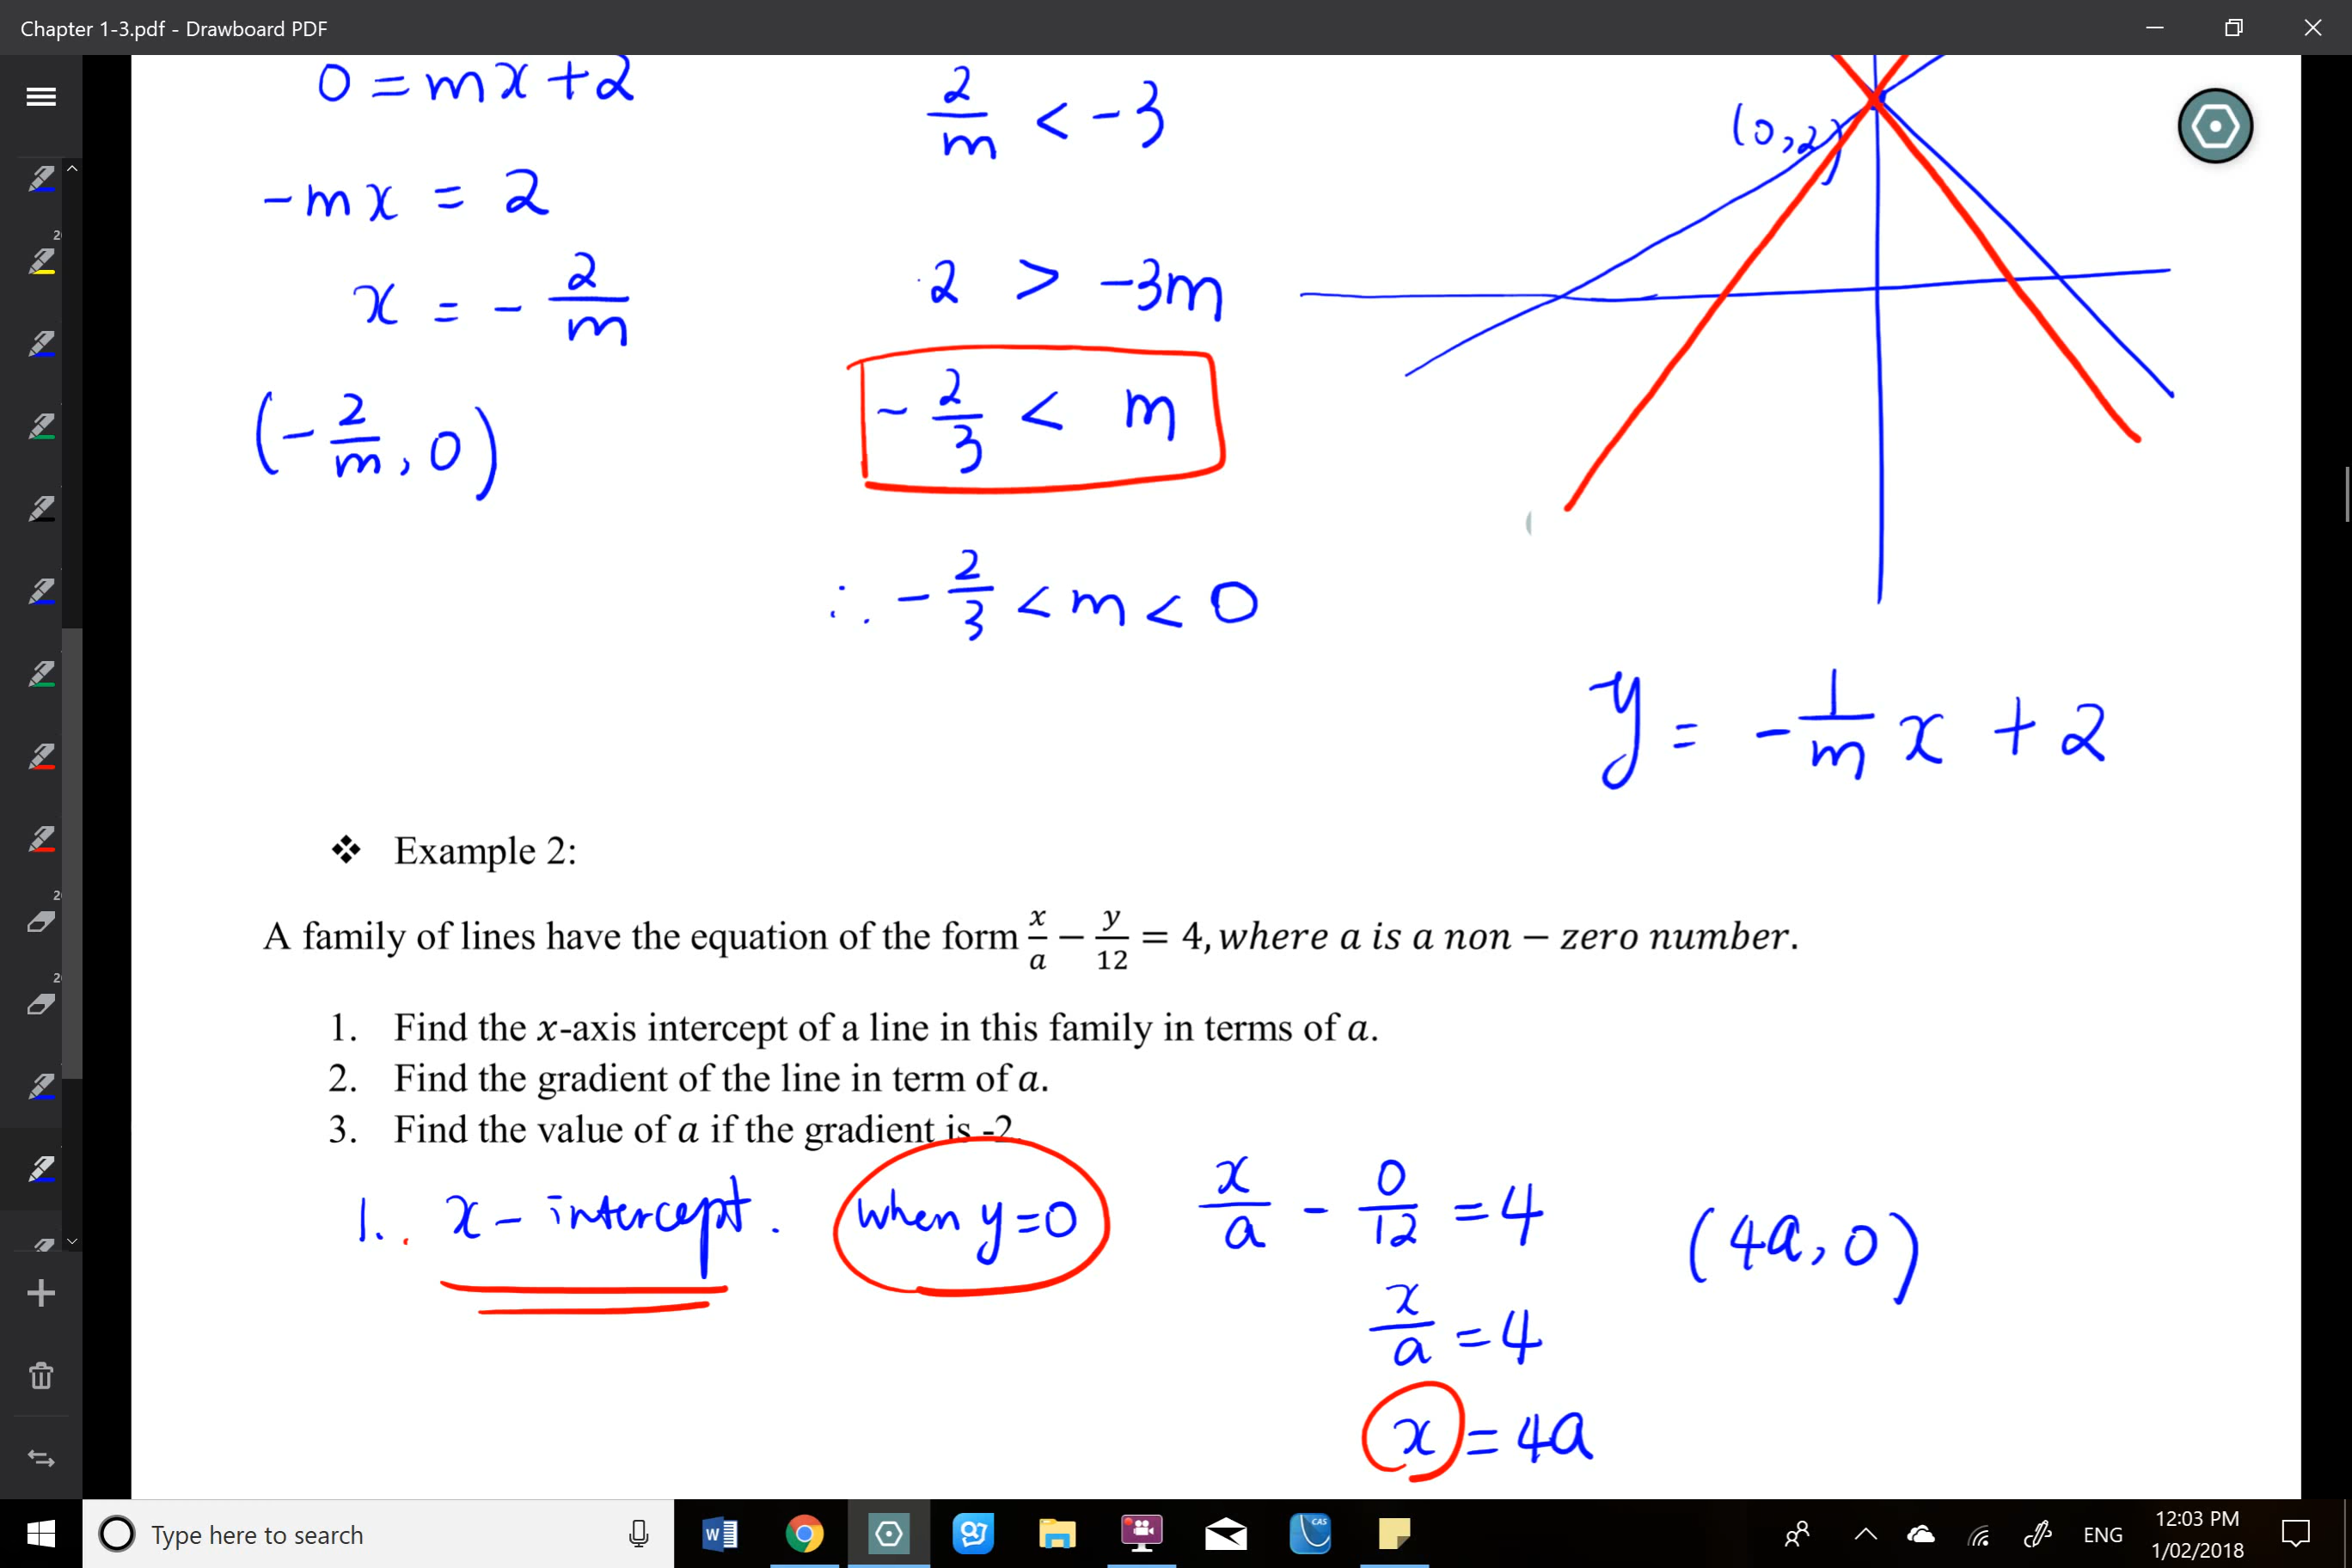 Chapter 1-3.pdf - Drawboard PDF
0 = mx + 2
-mx = 2
x = - 2/m
(- 2/m, 0)
2/m < -3
2 > -3m
- 2/3 < m
∴ - 2/3 < m < 0
(0,2)
y = - 1/m x + 2
❖ Example 2:
A family of lines have the equation of the form x/a − y/12 = 4, where a is a non − zero number.
1. Find the x-axis intercept of a line in this family in terms of a.
2. Find the gradient of the line in term of a.
3. Find the value of a if the gradient is -2.
1. x - intercept. when y=0
x/a - 0/12 = 4
x/a = 4
x = 4a
(4a, 0)
Type here to search
W
CAS
ENG
12:03 PM
1/02/2018